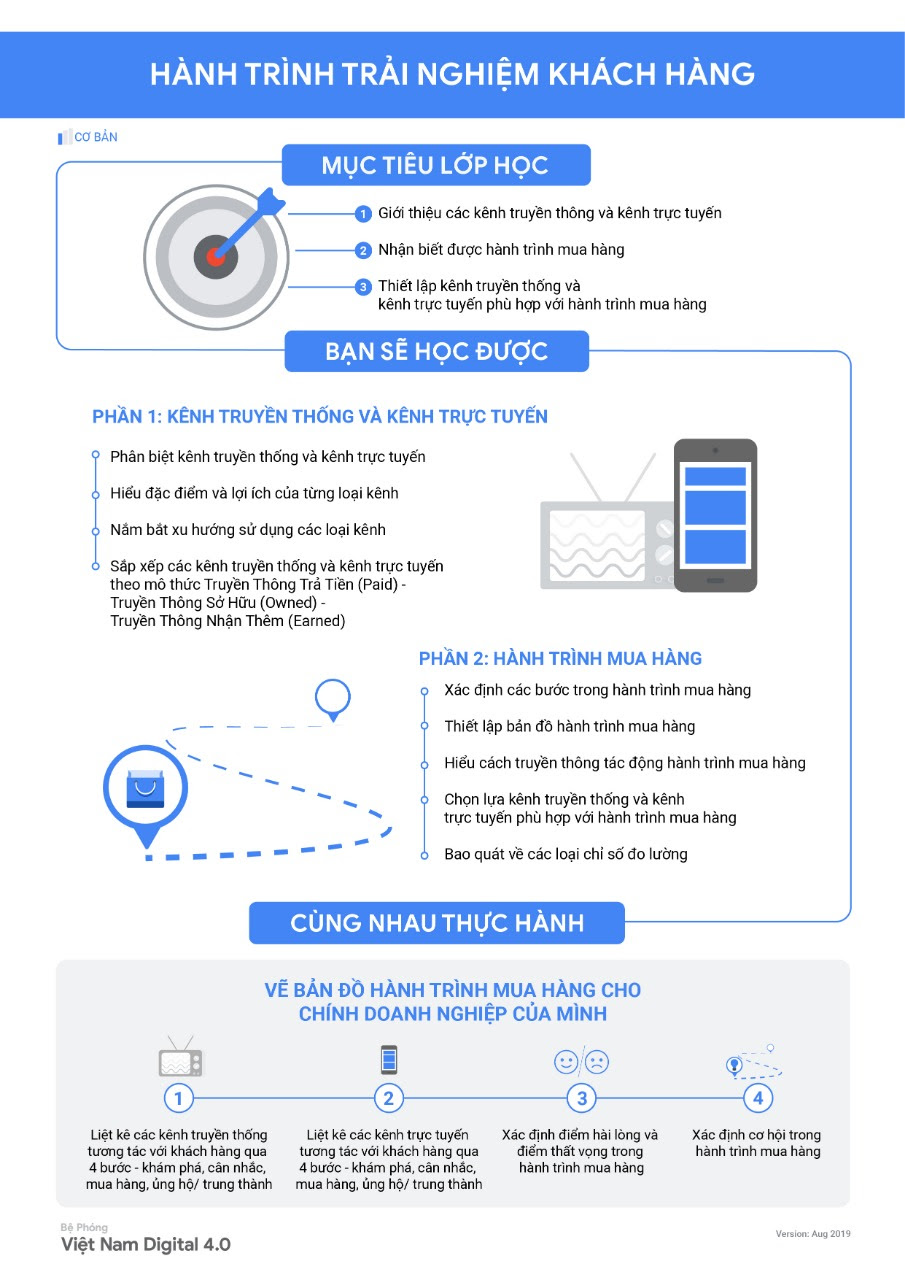 HÀNH TRÌNH TRẢI NGHIỆM KHÁCH HÀNG
CƠ BẢN
MỤC TIÊU LỚP HỌC
1 Giới thiệu các kênh truyền thông và kênh trực tuyến
2 Nhận biết được hành trình mua hàng
3 Thiết lập kênh truyền thống và
kênh trực tuyến phù hợp với hành trình mua hàng
BẠN SẼ HỌC ĐƯỢC
PHẦN 1: KÊNH TRUYỀN THỐNG VÀ KÊNH TRỰC TUYẾN
Phân biệt kênh truyền thống và kênh trực tuyến
Hiểu đặc điểm và lợi ích của từng loại kênh
Nắm bắt xu hướng sử dụng các loại kênh
Sắp xếp các kênh truyền thống và kênh trực tuyến
theo mô thức Truyền Thông Trả Tiền (Paid) -
Truyền Thông Sở Hữu (Owned) -
Truyền Thông Nhận Thêm (Earned)
PHẦN 2: HÀNH TRÌNH MUA HÀNG
Xác định các bước trong hành trình mua hàng
Thiết lập bản đồ hành trình mua hàng
Hiểu cách truyền thông tác động hành trình mua hàng
Chọn lựa kênh truyền thống và kênh
trực tuyến phù hợp với hành trình mua hàng
Bao quát về các loại chỉ số đo lường
CÙNG NHAU THỰC HÀNH
VẼ BẢN ĐỒ HÀNH TRÌNH MUA HÀNG CHO
CHÍNH DOANH NGHIỆP CỦA MÌNH
1
Liệt kê các kênh truyền thống
tương tác với khách hàng qua
4 bước - khám phá, cân nhắc,
mua hàng, ủng hộ/ trung thành
2
Liệt kê các kênh trực tuyến
tương tác với khách hàng qua
4 bước - khám phá, cân nhắc,
mua hàng, ủng hộ/ trung thành
3
Xác định điểm hài lòng và
điểm thất vọng trong
hành trình mua hàng
4
Xác định cơ hội trong
hành trình mua hàng
Bệ Phóng
Việt Nam Digital 4.0
Version: Aug 2019